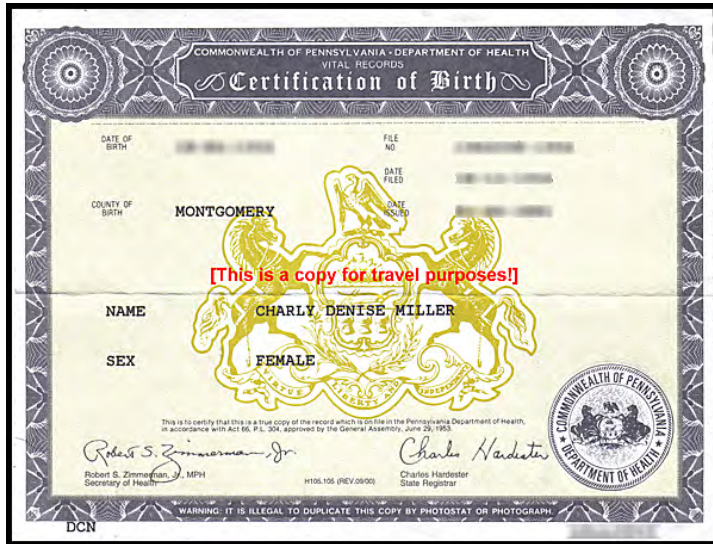 COMMONWEALTH OF PENNSYLVANIA • DEPARTMENT OF HEALTH
VITAL RECORDS
Certification of Birth
DATE OF BIRTH
FILE NO
DATE FILED
COUNTY OF BIRTH
MONTGOMERY
DATE ISSUED
[This is a copy for travel purposes!]
NAME CHARLY DENISE MILLER
SEX FEMALE
VIRTUE LIBERTY AND INDEPENDENCE
This is to certify that this is a true copy of the record which is on file in the Pennsylvania Department of Health,
in accordance with Act 66, P.L. 304, approved by the General Assembly, June 29, 1953.
Robert S. Zimmerman, Jr.
Charles Hardester
Robert S. Zimmerman, Jr., MPH
Secretary of Health
H105.105 (REV.09/00)
Charles Hardester
State Registrar
COMMONWEALTH OF PENNSYLVANIA
DEPARTMENT OF HEALTH
WARNING: IT IS ILLEGAL TO DUPLICATE THIS COPY BY PHOTOSTAT OR PHOTOGRAPH.
DCN